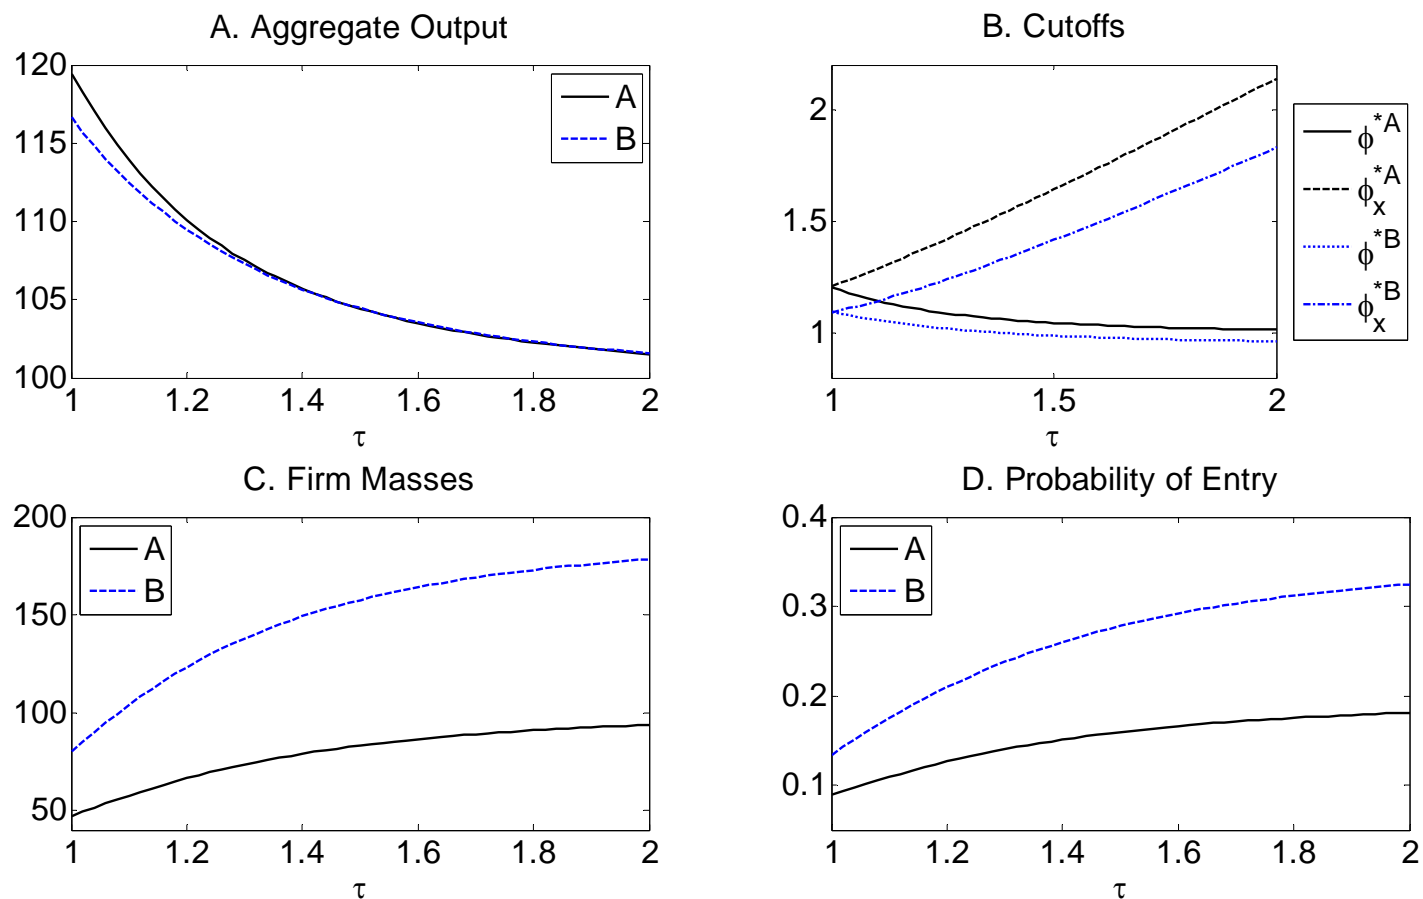 A. Aggregate Output
120
115
110
105
100
1 1.2 1.4 1.6 1.8 2
τ
A
B
B. Cutoffs
2
1.5
1
1 1.5 2
τ
ϕ*A
ϕx*A
ϕ*B
ϕx*B
C. Firm Masses
200
150
100
50
1 1.2 1.4 1.6 1.8 2
τ
A
B
D. Probability of Entry
0.4
0.3
0.2
0.1
1 1.2 1.4 1.6 1.8 2
τ
A
B